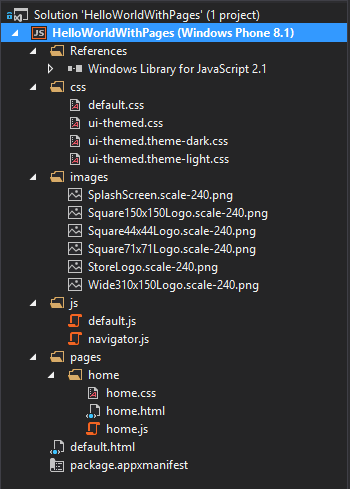 Solution 'HelloWorldWithPages' (1 project)
JS HelloWorldWithPages (Windows Phone 8.1)
References
Windows Library for JavaScript 2.1
css
default.css
ui-themed.css
ui-themed.theme-dark.css
ui-themed.theme-light.css
images
SplashScreen.scale-240.png
Square150x150Logo.scale-240.png
Square44x44Logo.scale-240.png
Square71x71Logo.scale-240.png
StoreLogo.scale-240.png
Wide310x150Logo.scale-240.png
js
default.js
navigator.js
pages
home
home.css
home.html
home.js
default.html
package.appxmanifest